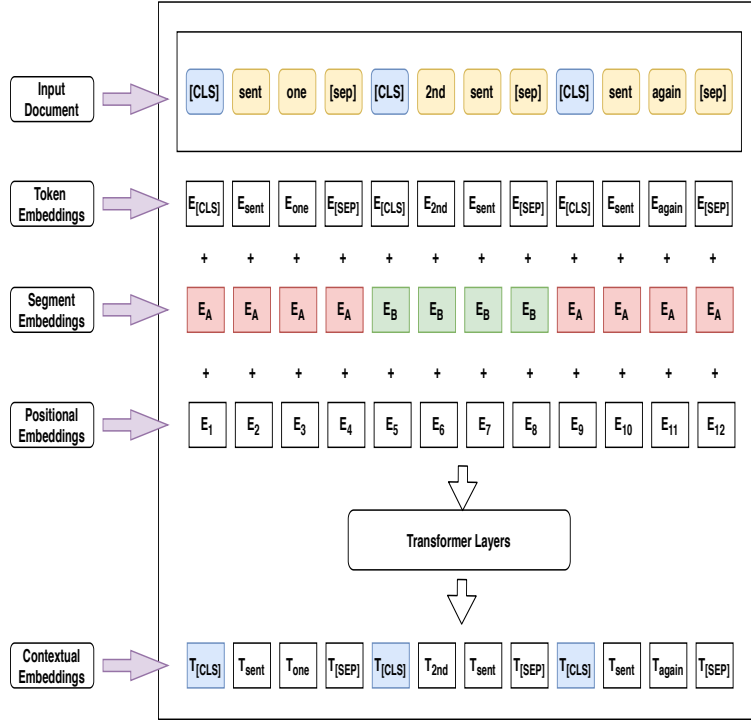 Input
Document
[CLS] sent one [sep] [CLS] 2nd sent [sep] [CLS] sent again [sep]
Token
Embeddings
E[CLS] Esent Eone E[SEP] E[CLS] E2nd Esent E[SEP] E[CLS] Esent Eagain E[SEP]
+ + + + + + + + + + + +
Segment
Embeddings
EA EA EA EA EB EB EB EB EA EA EA EA
+ + + + + + + + + + + +
Positional
Embeddings
E1 E2 E3 E4 E5 E6 E7 E8 E9 E10 E11 E12
Transformer Layers
Contextual
Embeddings
T[CLS] Tsent Tone T[SEP] T[CLS] T2nd Tsent T[SEP] T[CLS] Tsent Tagain T[SEP]